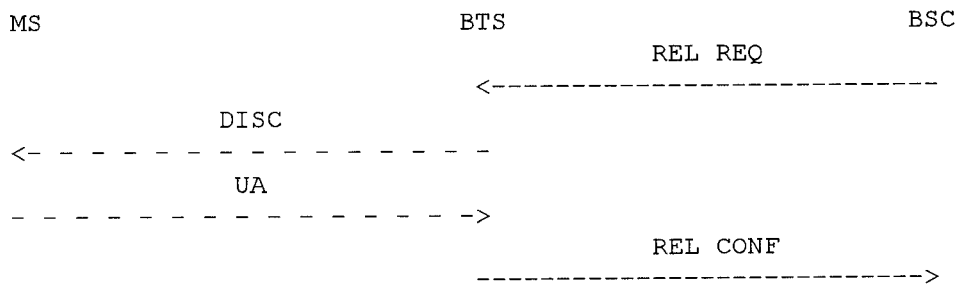 MS BTS BSC
REL REQ
<-----------------------------
DISC
<- - - - - - - - - - - - - - -
UA
- - - - - - - - - - - - - - ->
REL CONF
----------------------------->